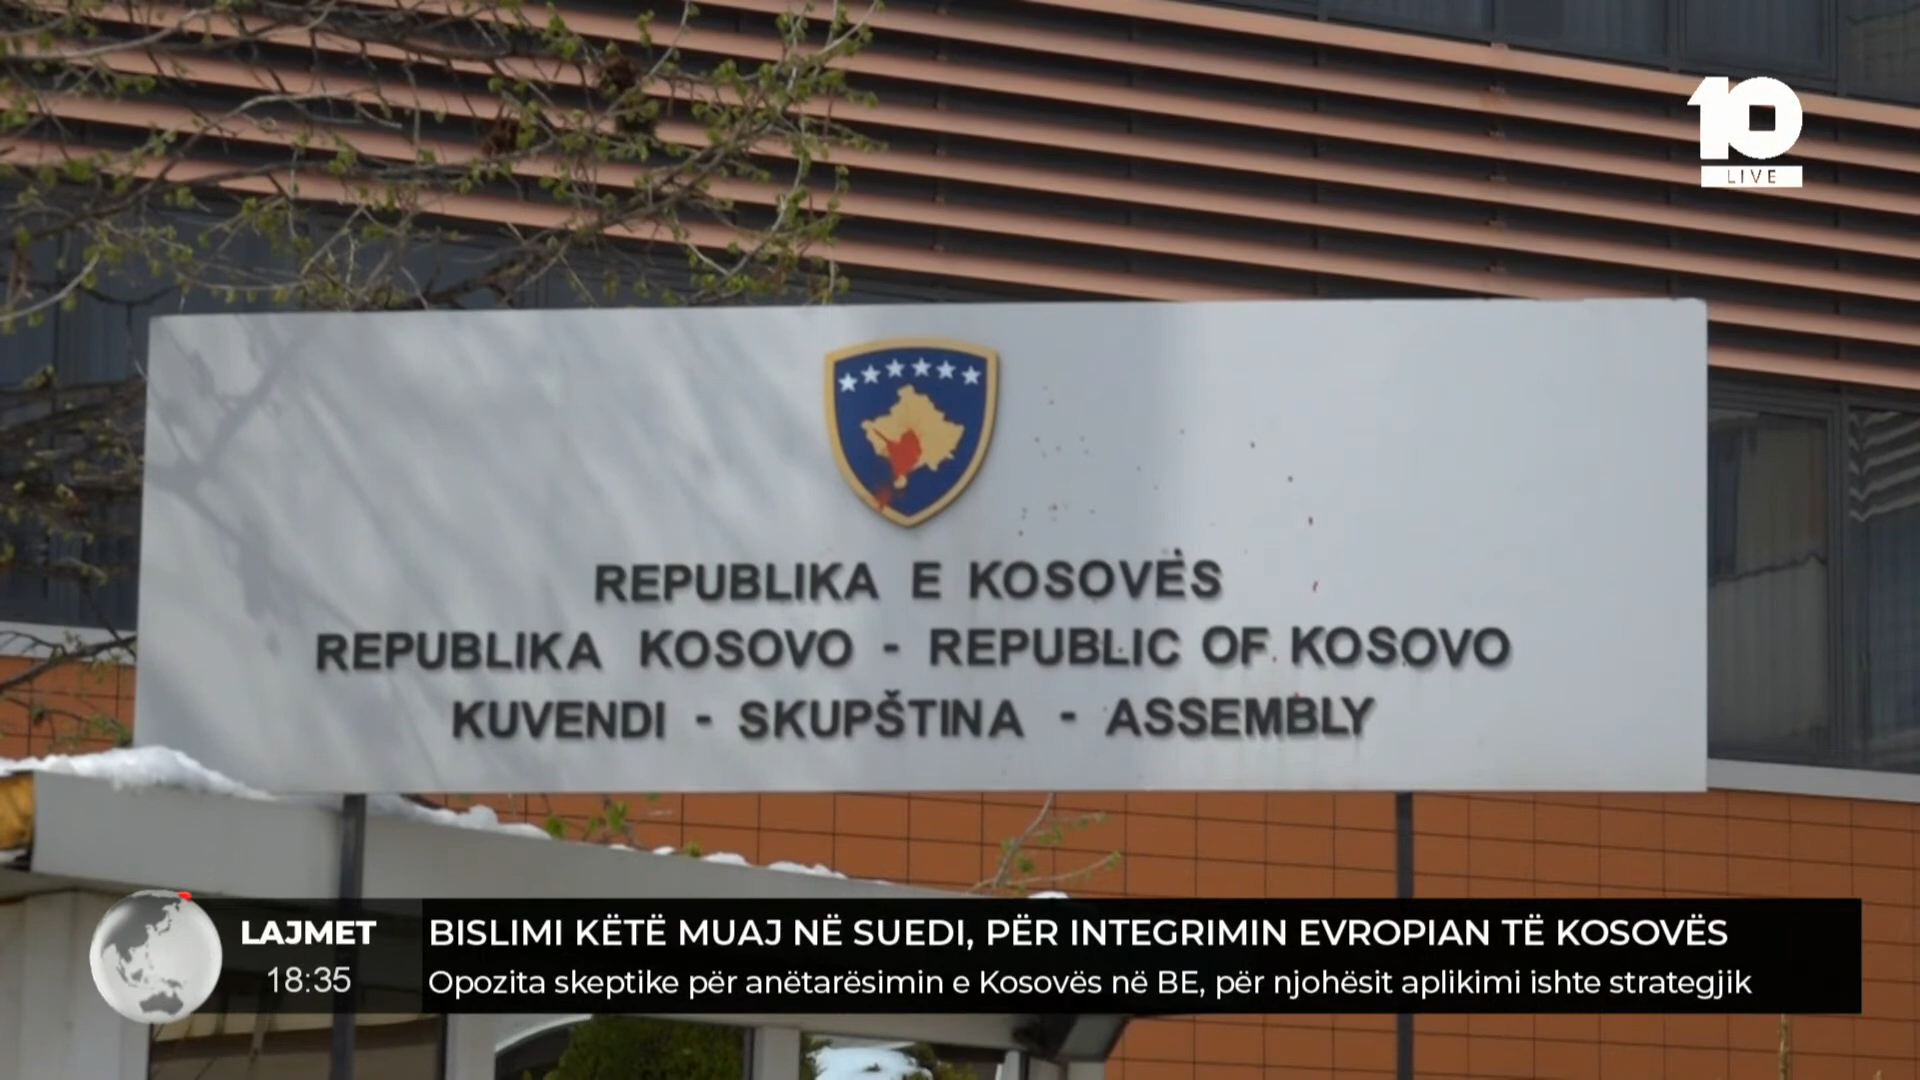 10
LIVE
REPUBLIKA E KOSOVËS
REPUBLIKA KOSOVO - REPUBLIC OF KOSOVO
KUVENDI - SKUPŠTINA - ASSEMBLY
LAJMET
18:35
BISLIMI KËTË MUAJ NË SUEDI, PËR INTEGRIMIN EVROPIAN TË KOSOVËS
Opozita skeptike për anëtarësimin e Kosovës në BE, për njohësit aplikimi ishte strategjik